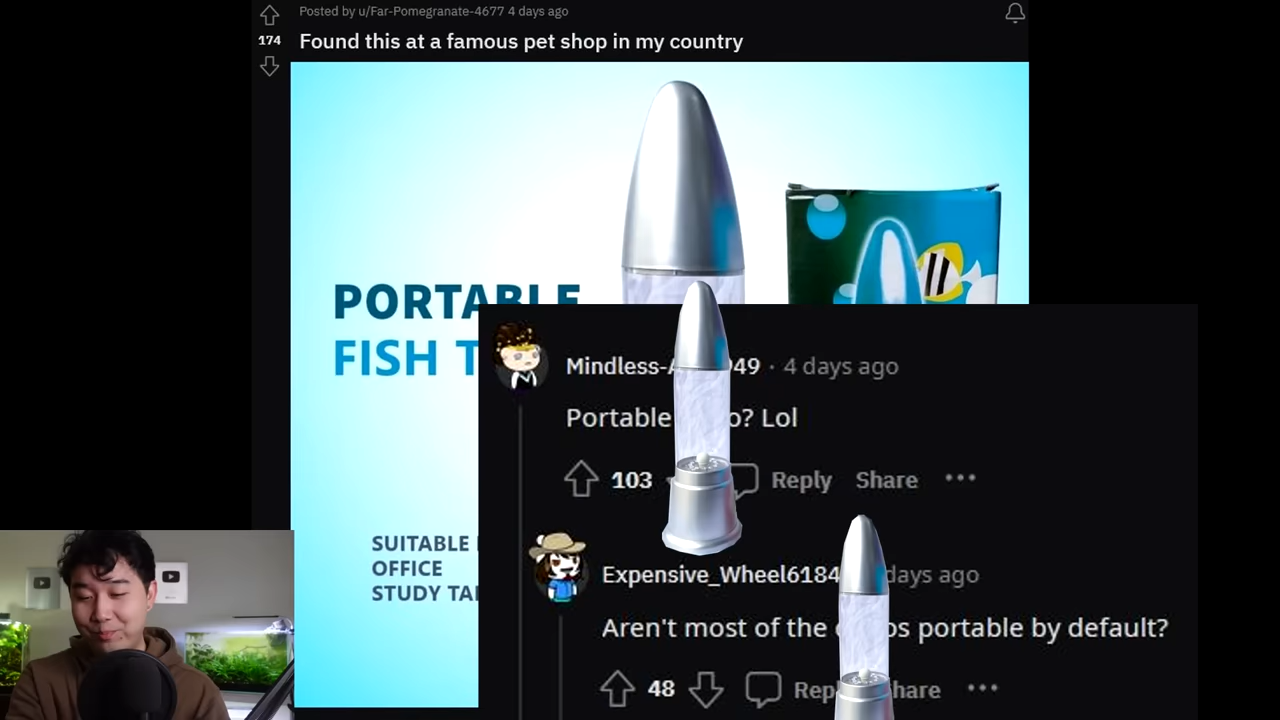 Posted by u/Far-Pomegranate-4677 4 days ago
174
Found this at a famous pet shop in my country
PORTABLE
FISH T
SUITABLE
OFFICE
STUDY TA
Mindless-A 949 · 4 days ago
Portable o? Lol
103 Reply Share •••
Expensive_Wheel6184 days ago
Aren't most of the os portable by default?
48 Rep hare •••